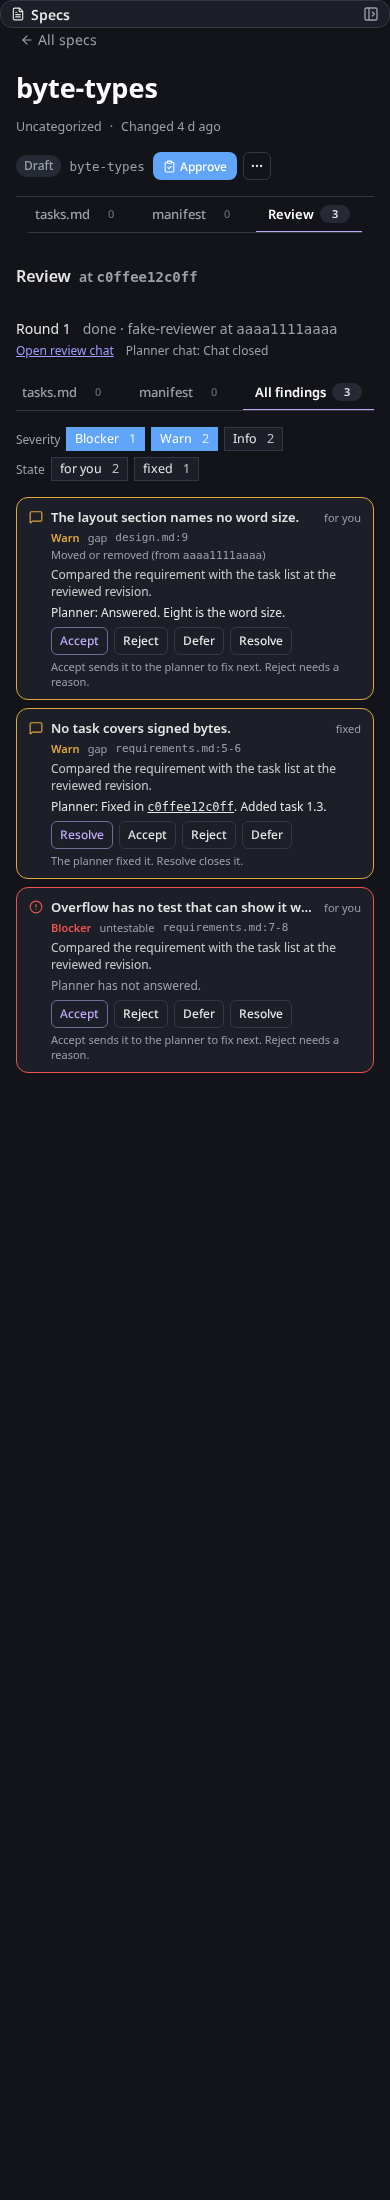 Specs
All specs
byte-types
Uncategorized · Changed 4 d ago
Draft byte-types Approve
tasks.md 0 manifest 0 Review 3
Review at c0ffee12c0ff
Round 1 done · fake-reviewer at aaaa1111aaaa
Open review chat Planner chat: Chat closed
tasks.md 0 manifest 0 All findings 3
Severity Blocker 1 Warn 2 Info 2
State for you 2 fixed 1
The layout section names no word size. for you
Warn gap design.md:9
Moved or removed (from aaaa1111aaaa)
Compared the requirement with the task list at the
reviewed revision.
Planner: Answered. Eight is the word size.
Accept Reject Defer Resolve
Accept sends it to the planner to fix next. Reject needs a
reason.
No task covers signed bytes. fixed
Warn gap requirements.md:5-6
Compared the requirement with the task list at the
reviewed revision.
Planner: Fixed in c0ffee12c0ff. Added task 1.3.
Resolve Accept Reject Defer
The planner fixed it. Resolve closes it.
Overflow has no test that can show it w... for you
Blocker untestable requirements.md:7-8
Compared the requirement with the task list at the
reviewed revision.
Planner has not answered.
Accept Reject Defer Resolve
Accept sends it to the planner to fix next. Reject needs a
reason.